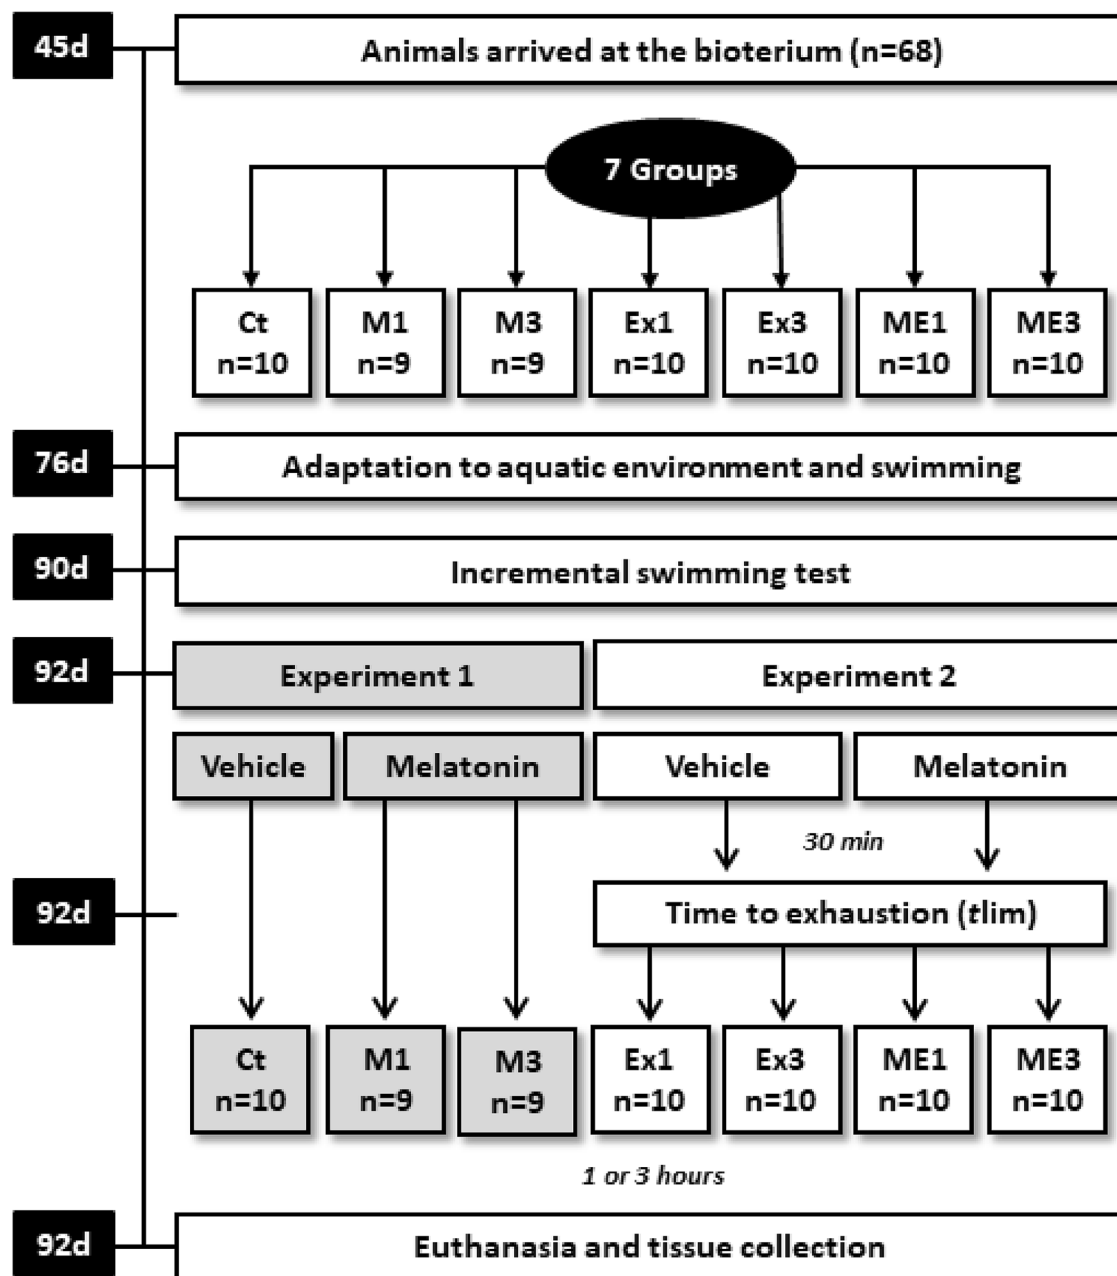 45d
Animals arrived at the bioterium (n=68)
7 Groups
Ct
n=10
M1
n=9
M3
n=9
Ex1
n=10
Ex3
n=10
ME1
n=10
ME3
n=10
76d
Adaptation to aquatic environment and swimming
90d
Incremental swimming test
92d
Experiment 1
Experiment 2
Vehicle
Melatonin
Vehicle
Melatonin
30 min
92d
Time to exhaustion (tlim)
Ct
n=10
M1
n=9
M3
n=9
Ex1
n=10
Ex3
n=10
ME1
n=10
ME3
n=10
1 or 3 hours
92d
Euthanasia and tissue collection